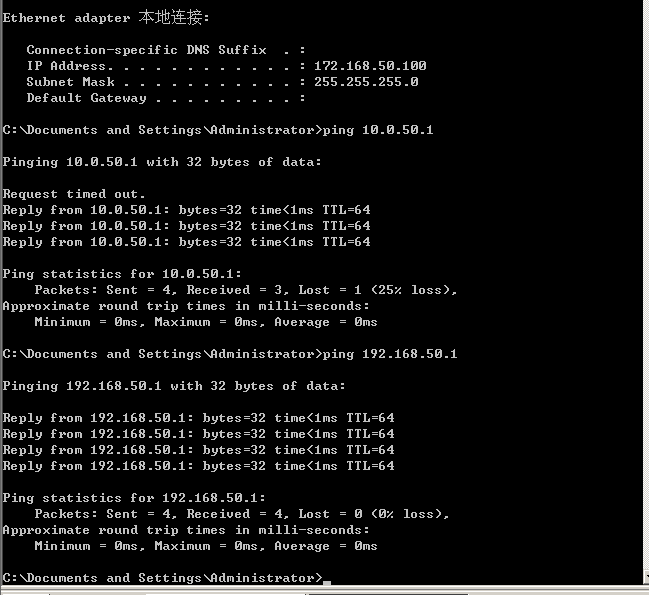 Ethernet adapter 本地连接:
Connection-specific DNS Suffix  . :
IP Address. . . . . . . . . . . . : 172.168.50.100
Subnet Mask . . . . . . . . . . . : 255.255.255.0
Default Gateway . . . . . . . . . :
C:\Documents and Settings\Administrator>ping 10.0.50.1
Pinging 10.0.50.1 with 32 bytes of data:
Request timed out.
Reply from 10.0.50.1: bytes=32 time<1ms TTL=64
Reply from 10.0.50.1: bytes=32 time<1ms TTL=64
Reply from 10.0.50.1: bytes=32 time<1ms TTL=64
Ping statistics for 10.0.50.1:
Packets: Sent = 4, Received = 3, Lost = 1 (25% loss),
Approximate round trip times in milli-seconds:
Minimum = 0ms, Maximum = 0ms, Average = 0ms
C:\Documents and Settings\Administrator>ping 192.168.50.1
Pinging 192.168.50.1 with 32 bytes of data:
Reply from 192.168.50.1: bytes=32 time<1ms TTL=64
Reply from 192.168.50.1: bytes=32 time<1ms TTL=64
Reply from 192.168.50.1: bytes=32 time<1ms TTL=64
Reply from 192.168.50.1: bytes=32 time<1ms TTL=64
Ping statistics for 192.168.50.1:
Packets: Sent = 4, Received = 4, Lost = 0 (0% loss),
Approximate round trip times in milli-seconds:
Minimum = 0ms, Maximum = 0ms, Average = 0ms
C:\Documents and Settings\Administrator>_